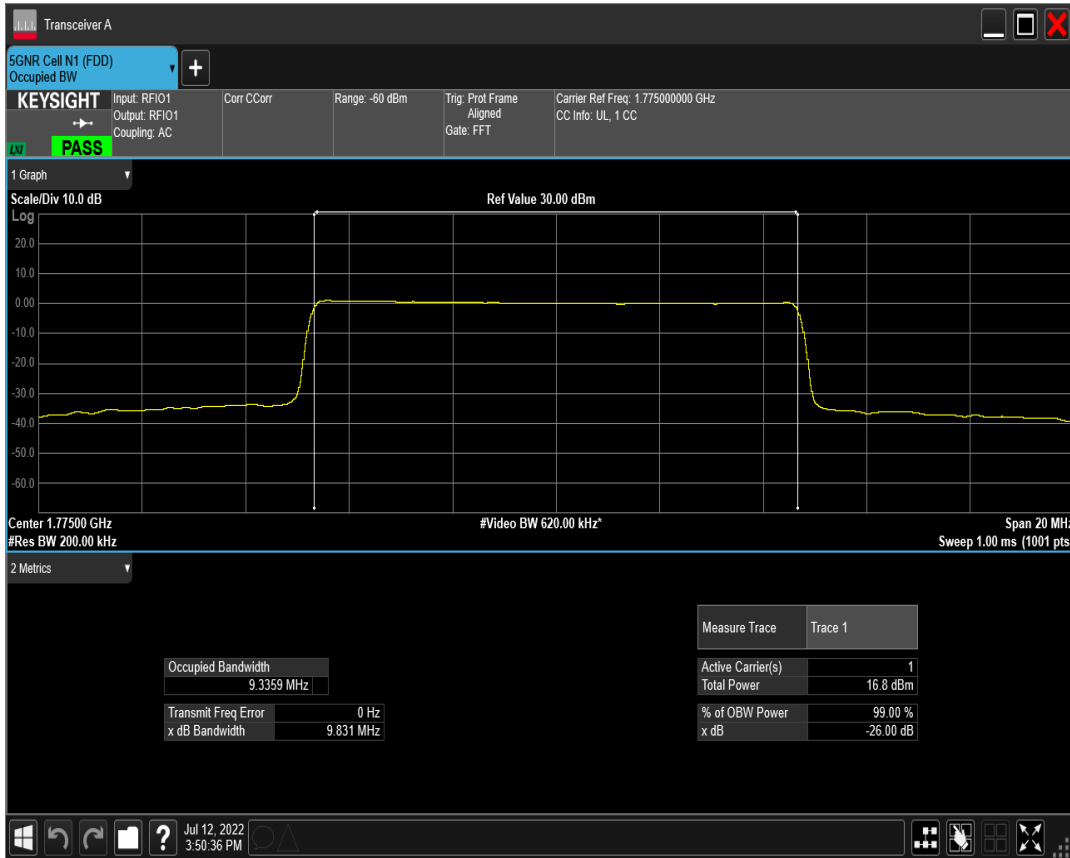 Transceiver A
5GNR Cell N1 (FDD)
Occupied BW
+
KEYSIGHT
LXI
PASS
Input: RFIO1
Output: RFIO1
Coupling: AC
Corr CCorr
Range: -60 dBm
Trig: Prot Frame
Aligned
Gate: FFT
Carrier Ref Freq: 1.775000000 GHz
CC Info: UL, 1 CC
1 Graph
Scale/Div 10.0 dB
Ref Value 30.00 dBm
Log
20.0
10.0
0.00
-10.0
-20.0
-30.0
-40.0
-50.0
-60.0
Center 1.77500 GHz
#Video BW 620.00 kHz*
Span 20 MHz
#Res BW 200.00 kHz
Sweep 1.00 ms (1001 pts
2 Metrics
Measure Trace Trace 1
Occupied Bandwidth
9.3359 MHz
Active Carrier(s) 1
Total Power 16.8 dBm
Transmit Freq Error 0 Hz
x dB Bandwidth 9.831 MHz
% of OBW Power 99.00 %
x dB -26.00 dB
?
Jul 12, 2022
3:50:36 PM